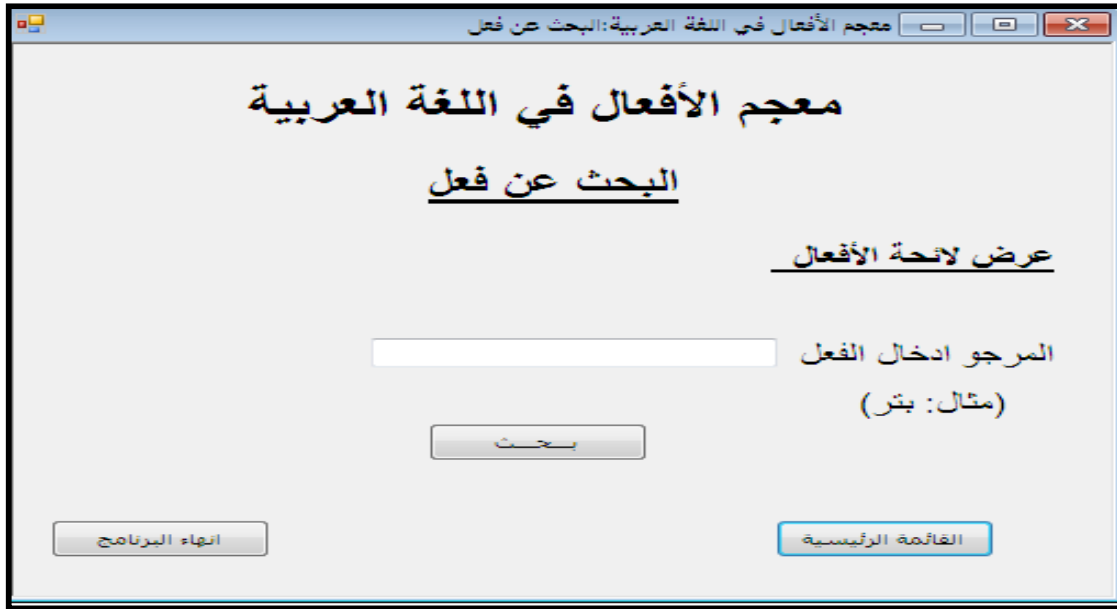 معجم الأفعال في اللغة العربية:البحث عن فعل
معجم الأفعال في اللغة العربية
البحث عن فعل
عرض لائحة الأفعال
المرجو ادخال الفعل
(مثال: بتر)
بـــحـــث
القائمة الرئيسية
انهاء البرنامج